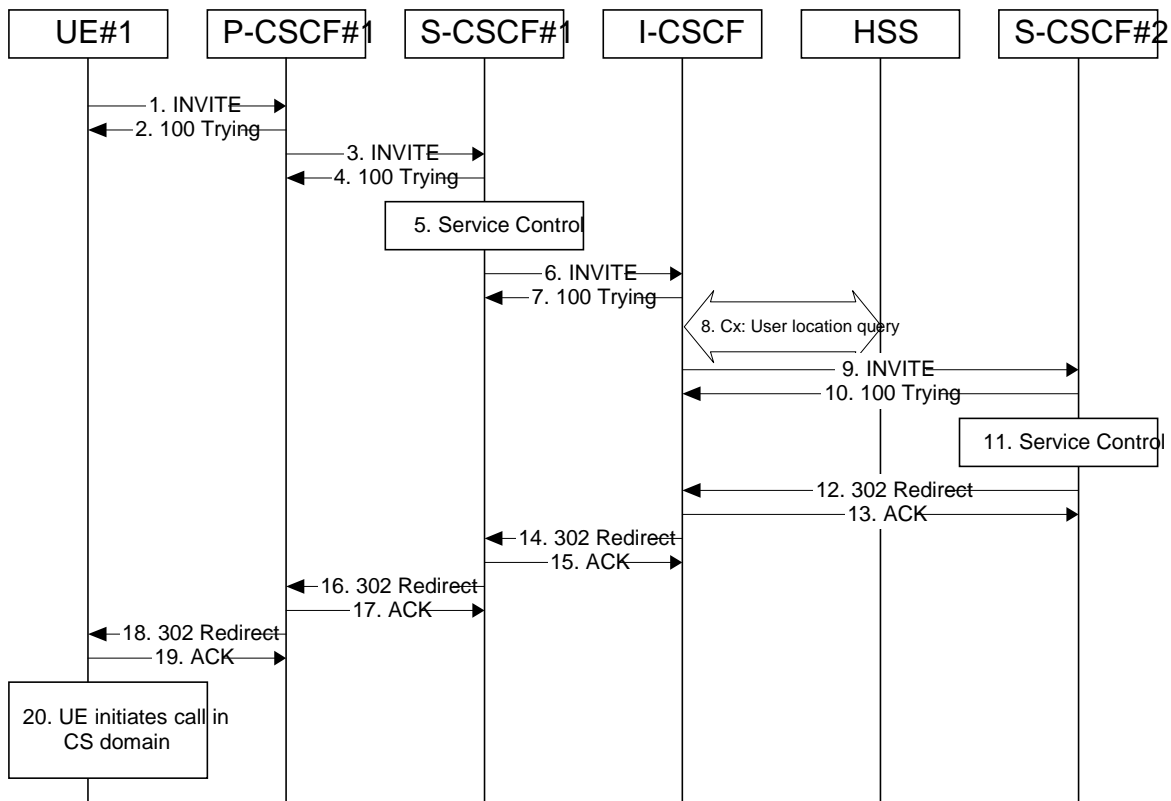 UE#1
P-CSCF#1
S-CSCF#1
I-CSCF
HSS
S-CSCF#2
1. INVITE
2. 100 Trying
3. INVITE
4. 100 Trying
5. Service Control
6. INVITE
7. 100 Trying
8. Cx: User location query
9. INVITE
10. 100 Trying
11. Service Control
12. 302 Redirect
13. ACK
14. 302 Redirect
15. ACK
16. 302 Redirect
17. ACK
18. 302 Redirect
19. ACK
20. UE initiates call in
CS domain